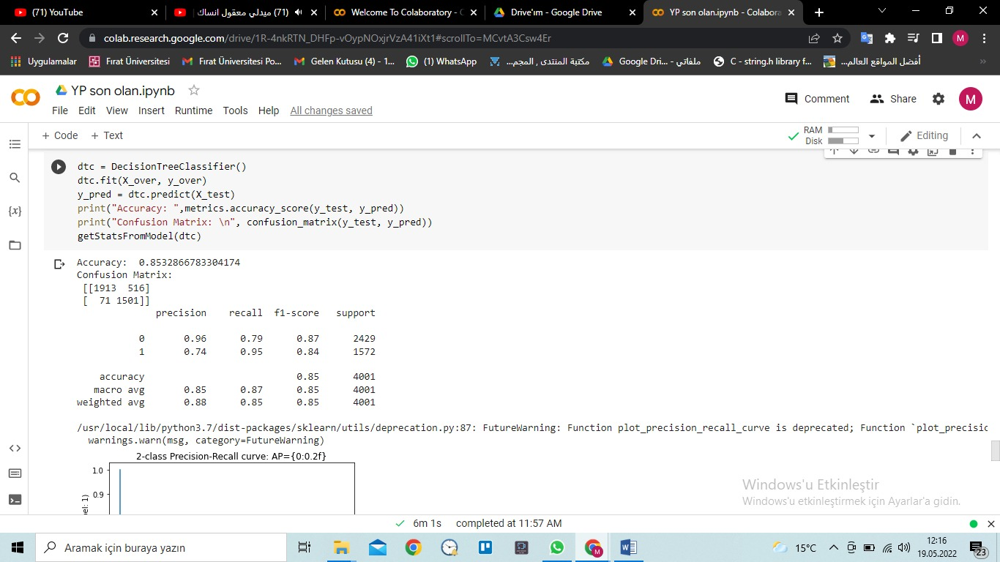 (71) YouTube
(71) ميدلي معقول انساك
Welcome To Colaboratory - C
Drive'ım - Google Drive
YP son olan.ipynb - Colabora
colab.research.google.com/drive/1R-4nkRTN_DHFp-vOypNOxjrVzA41iXt1#scrollTo=MCvtA3Csw4Er
M
Uygulamar
Fırat Üniversitesi
Fırat Üniversitesi Po...
Gelen Kutusu (4) - 1...
(1) WhatsApp
مكتبة المنتدى , المجم...
Google Dri... - ملفاتي
C - string.h library f...
أفضل المواقع العالم...
»
YP son olan.ipynb
Comment
Share
M
File Edit View Insert Runtime Tools Help All changes saved
+ Code + Text
RAM
Disk
Editing
{x}
dtc = DecisionTreeClassifier()
dtc.fit(X_over, y_over)
y_pred = dtc.predict(X_test)
print("Accuracy: ",metrics.accuracy_score(y_test, y_pred))
print("Confusion Matrix: \n", confusion_matrix(y_test, y_pred))
getStatsFromModel(dtc)
Accuracy: 0.8532866783304174
Confusion Matrix:
[[1913 516]
[ 71 1501]]
precision recall f1-score support
0 0.96 0.79 0.87 2429
1 0.74 0.95 0.84 1572
accuracy 0.85 4001
macro avg 0.85 0.87 0.85 4001
weighted avg 0.88 0.85 0.85 4001
/usr/local/lib/python3.7/dist-packages/sklearn/utils/deprecation.py:87: FutureWarning: Function plot_precision_recall_curve is deprecated; Function `plot_precisic
warnings.warn(msg, category=FutureWarning)
2-class Precision-Recall curve: AP={0:0.2f}
1.0
0.9
el: 1)
Windows'u Etkinleştir
Windows'u etkinleştirmek için Ayarlar'a gidin.
6m 1s completed at 11:57 AM
Aramak için buraya yazın
M
W
15°C
12:16
19.05.2022
23